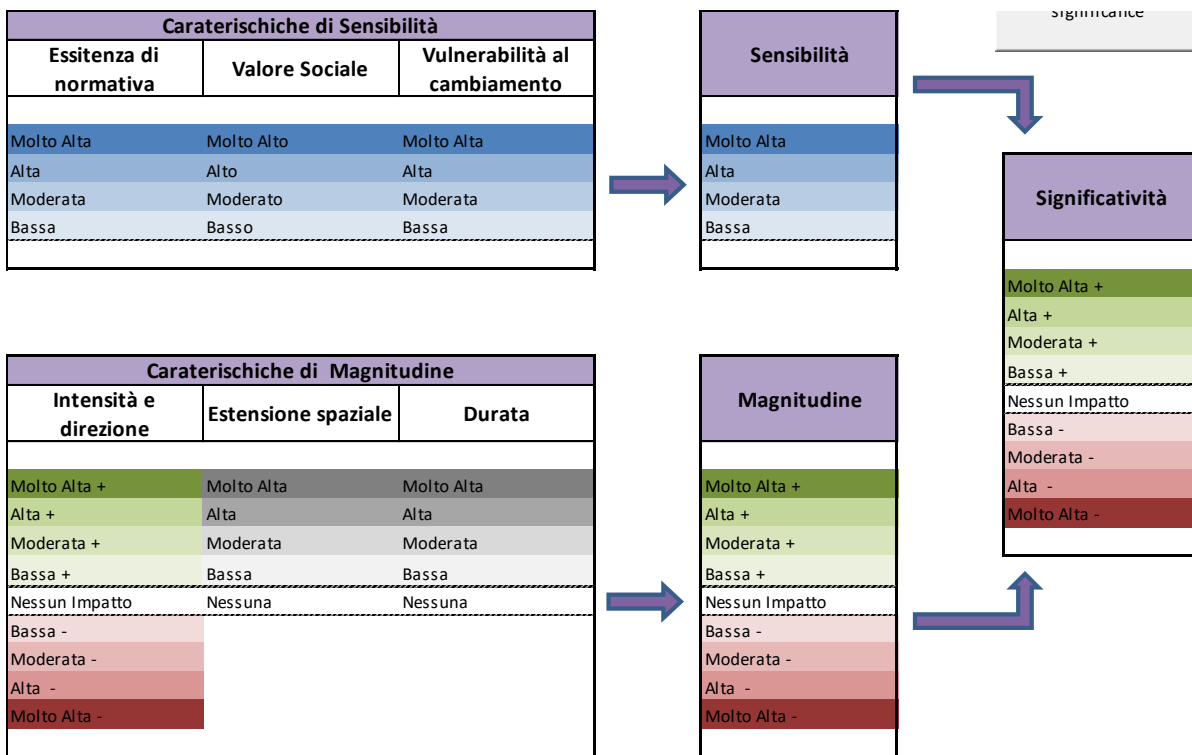 significance
Caraterischiche di Sensibilità
Essitenza di normativa
Valore Sociale
Vulnerabilità al cambiamento
Molto Alta Molto Alto Molto Alta
Alta Alto Alta
Moderata Moderato Moderata
Bassa Basso Bassa
Sensibilità
Molto Alta
Alta
Moderata
Bassa
Caraterischiche di Magnitudine
Intensità e direzione
Estensione spaziale
Durata
Molto Alta + Molto Alta Molto Alta
Alta + Alta Alta
Moderata + Moderata Moderata
Bassa + Bassa Bassa
Nessun Impatto Nessuna Nessuna
Bassa -
Moderata -
Alta -
Molto Alta -
Magnitudine
Molto Alta +
Alta +
Moderata +
Bassa +
Nessun Impatto
Bassa -
Moderata -
Alta -
Molto Alta -
Significatività
Molto Alta +
Alta +
Moderata +
Bassa +
Nessun Impatto
Bassa -
Moderata -
Alta -
Molto Alta -